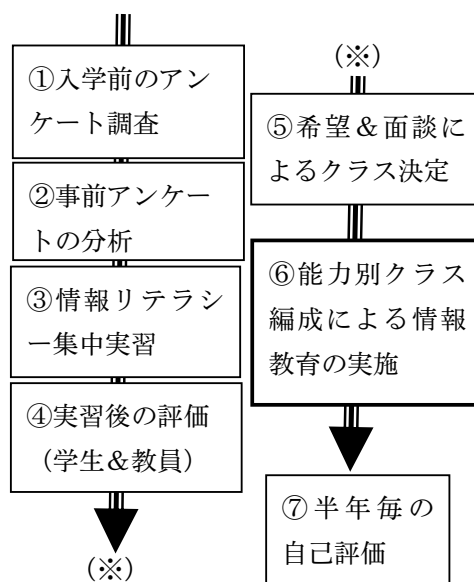 ①入学前のアン
ケート調査
②事前アンケー
トの分析
③情報リテラシ
ー集中実習
④実習後の評価
(学生&教員)
(※)
(※)
⑤希望&面談に
よるクラス決定
⑥能力別クラス
編成による情報
教育の実施
⑦半年毎の
自己評価